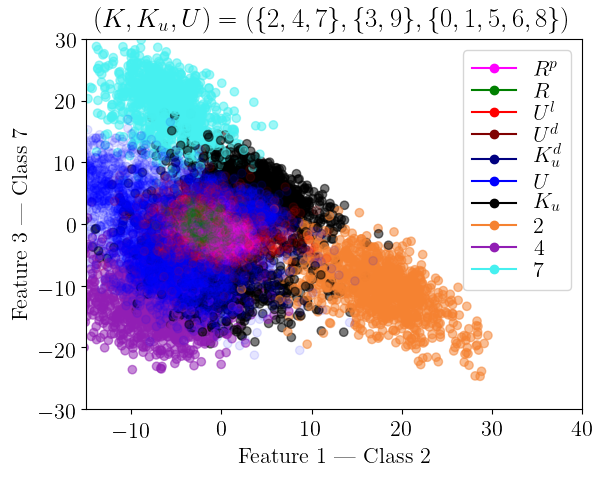 (K, K_u, U) = ({2, 4, 7}, {3, 9}, {0, 1, 5, 6, 8})
30
20
10
0
−10
−20
−30
Feature 3 — Class 7
R^p
R
U^l
U^d
K_u^d
U
K_u
2
4
7
−10
0
10
20
30
40
Feature 1 — Class 2